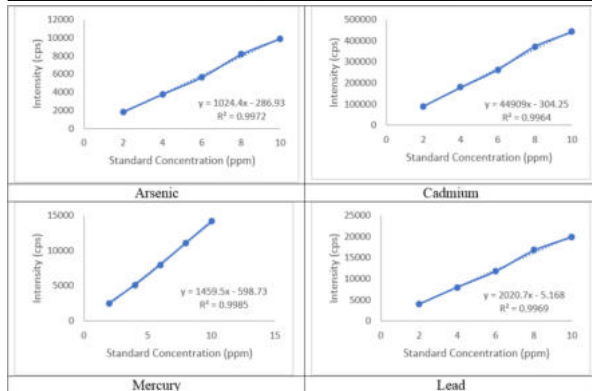 12000
10000
8000
6000
4000
2000
0
0 2 4 6 8 10
Intensity (cps)
Standard Concentration (ppm)
y = 1024.4x - 286.93
R² = 0.9972
Arsenic
500000
400000
300000
200000
100000
0
0 2 4 6 8 10
Intensity (cps)
Standard Concentration (ppm)
y = 44909x - 304.25
R² = 0.9964
Cadmium
15000
10000
5000
0
0 5 10 15
Intensity (cps)
Standard Concentration (ppm)
y = 1459.5x - 598.73
R² = 0.9985
Mercury
25000
20000
15000
10000
5000
0
0 2 4 6 8 10
Intensity (cps)
Standard Concentration (ppm)
y = 2020.7x - 5.168
R² = 0.9969
Lead